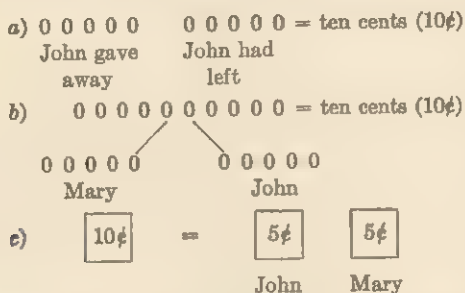 a) 0 0 0 0 0 0 0 0 0 0 = ten cents (10¢)
John gave John had
away left
b) 0 0 0 0 0 0 0 0 0 0 = ten cents (10¢)
0 0 0 0 0 0 0 0 0 0
Mary John
c) 10¢ = 5¢ 5¢
John Mary